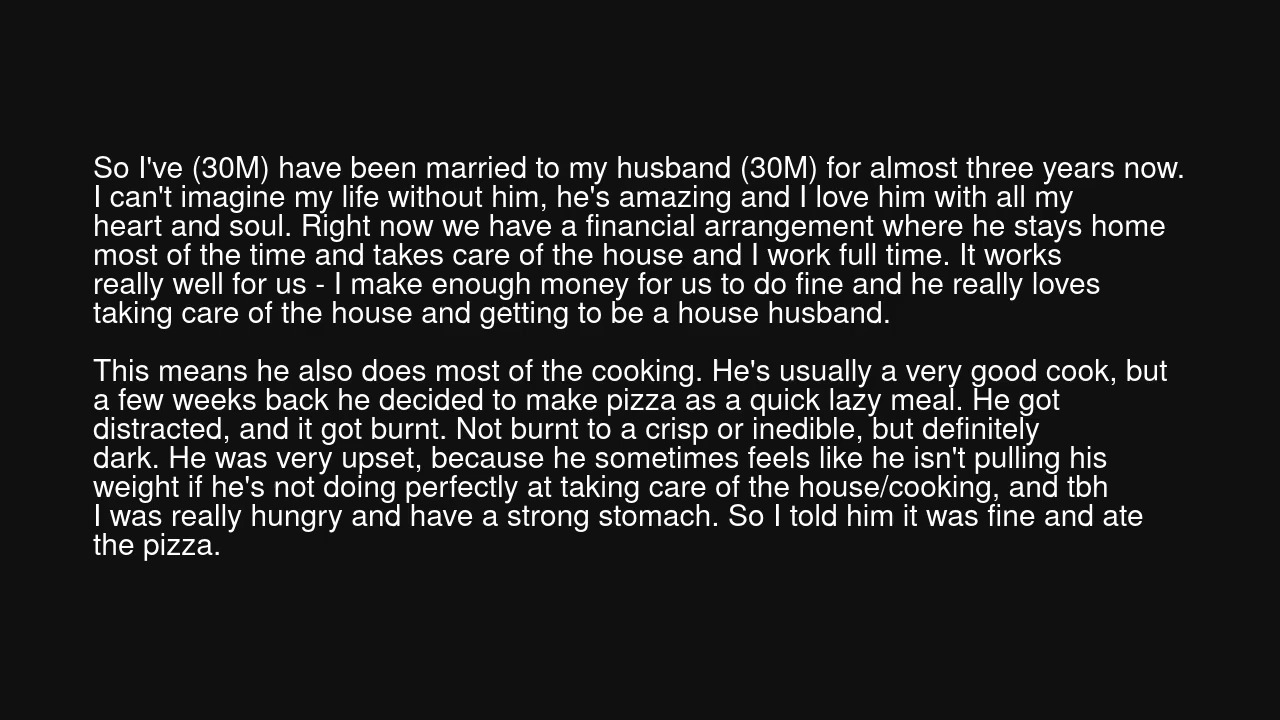 So I've (30M) have been married to my husband (30M) for almost three years now.
I can't imagine my life without him, he's amazing and I love him with all my
heart and soul. Right now we have a financial arrangement where he stays home
most of the time and takes care of the house and I work full time. It works
really well for us - I make enough money for us to do fine and he really loves
taking care of the house and getting to be a house husband.

This means he also does most of the cooking. He's usually a very good cook, but
a few weeks back he decided to make pizza as a quick lazy meal. He got
distracted, and it got burnt. Not burnt to a crisp or inedible, but definitely
dark. He was very upset, because he sometimes feels like he isn't pulling his
weight if he's not doing perfectly at taking care of the house/cooking, and tbh
I was really hungry and have a strong stomach. So I told him it was fine and ate
the pizza.